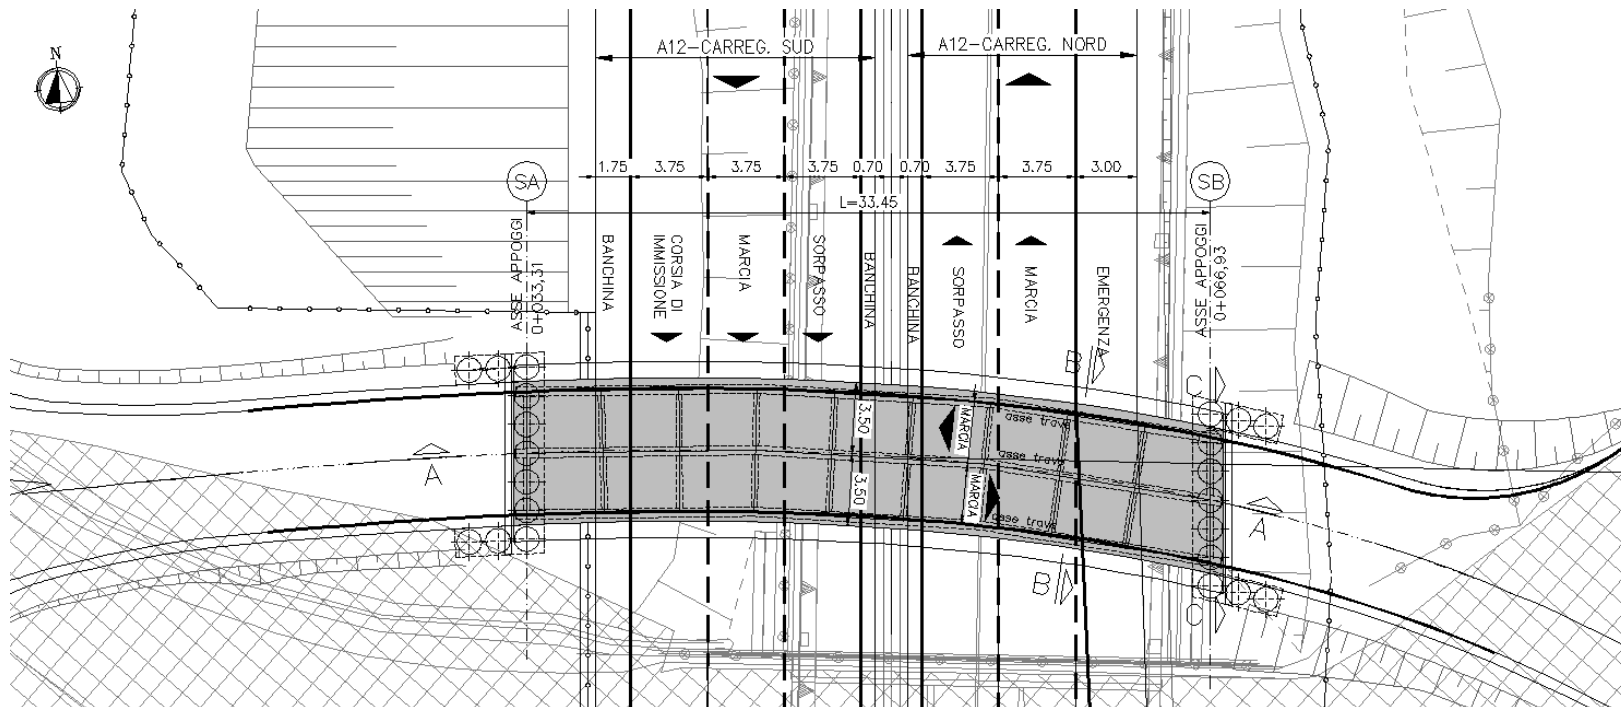 N
A12-CARREG. SUD
A12-CARREG. NORD
1.75
3.75
3.75
3.75
0.70
0.70
3.75
3.75
3.00
SA
SB
L=33,45
ASSE APPOGGI
0+033,31
BANCHINA
CORSIA DI
IMMISSIONE
MARCIA
SORPASSO
BANCHINA
BANCHINA
SORPASSO
MARCIA
EMERGENZA
ASSE APPOGGI
0+066,93
B
C
3.50
MARCIA
asse trave
A
asse trave
3.50
MARCIA
asse trave
A
B
C